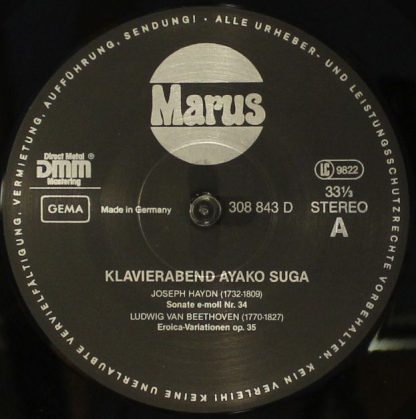 KEIN VERLEIH! KEINE UNERLAUBTE VERVIELFÄLTIGUNG, VERMIETUNG, AUFFÜHRUNG, SENDUNG! · ALLE URHEBER- UND LEISTUNGSSCHUTZRECHTE VORBEHALTEN.
Marus
Direct Metal ®
DMM
Mastering
LC 9822
GEMA
Made in Germany
308 843 D
33⅓
STEREO
A
KLAVIERABEND AYAKO SUGA
JOSEPH HAYDN (1732-1809)
Sonate e-moll Nr. 34
LUDWIG VAN BEETHOVEN (1770-1827)
Eroica-Variationen op. 35